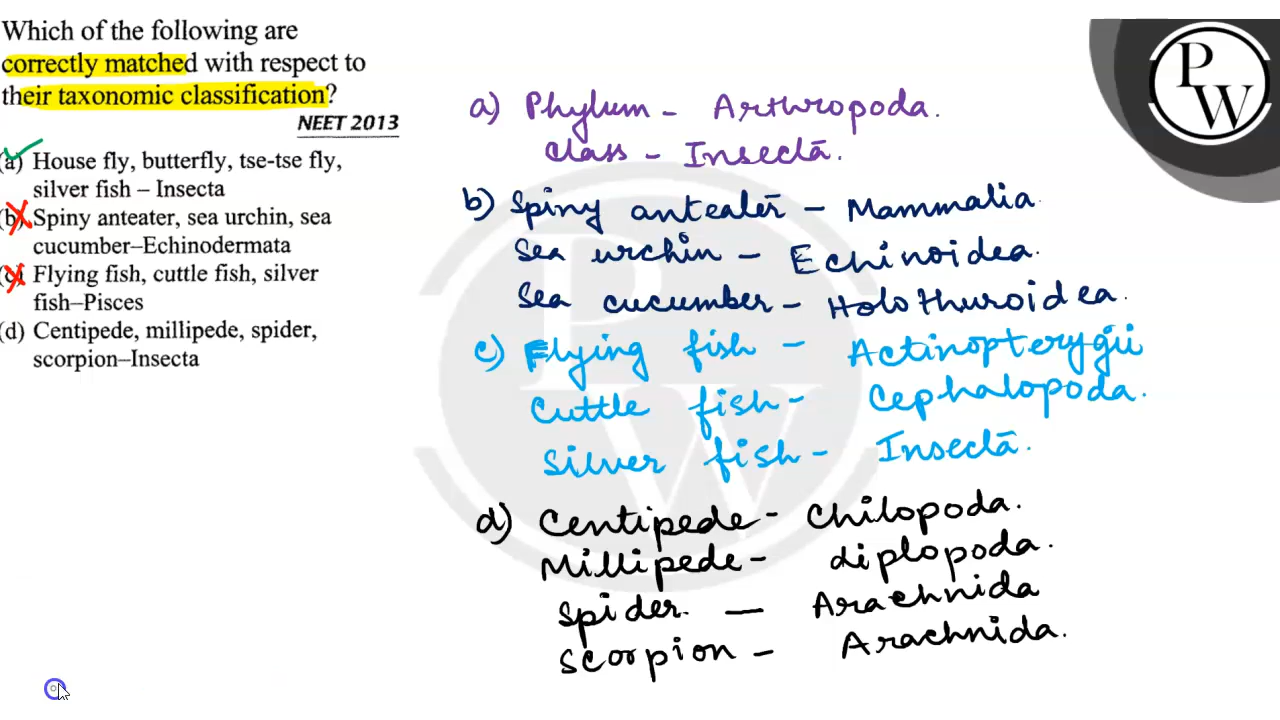 Which of the following are
correctly matched with respect to
their taxonomic classification?
NEET 2013
(a) House fly, butterfly, tse-tse fly,
silver fish – Insecta
(b) Spiny anteater, sea urchin, sea
cucumber–Echinodermata
(c) Flying fish, cuttle fish, silver
fish–Pisces
(d) Centipede, millipede, spider,
scorpion–Insecta
a) Phylum - Arthropoda.
Class - Insecta.
b) Spiny anteater - Mammalia
Sea urchin - Echinoidea.
Sea cucumber - Holothuroidea.
c) Flying fish - Actinopterygii
Cuttle fish - Cephalopoda.
Silver fish - Insecta.
d) Centipede - Chilopoda.
Millipede - diplopoda.
Spider. - Arachnida
Scorpion - Arachnida.
P
W
P
W